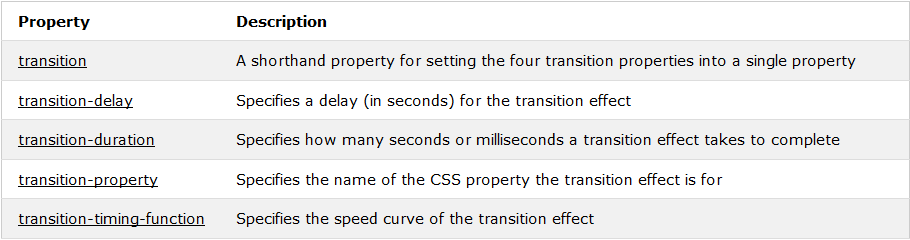 Property Description
transition A shorthand property for setting the four transition properties into a single property
transition-delay Specifies a delay (in seconds) for the transition effect
transition-duration Specifies how many seconds or milliseconds a transition effect takes to complete
transition-property Specifies the name of the CSS property the transition effect is for
transition-timing-function Specifies the speed curve of the transition effect